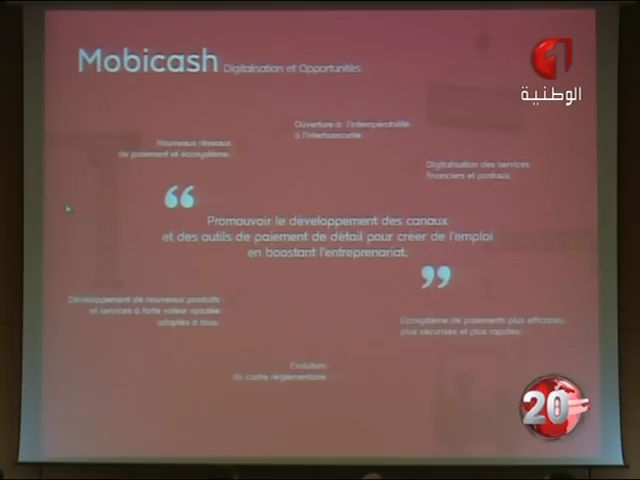 Mobicash Digitalisation et Opportunités
1
الوطنية
Ouverture à l'interopérabilité
à l'interbancarité
Nouveaux réseaux
de paiement et écosystème.
Digitalisation des services
financiers et postaux.
“
Promouvoir le développement des canaux
et des outils de paiement de détail pour créer de l'emploi
en boostant l'entreprenariat.
”
Développement de nouveaux produits
et services à forte valeur ajoutée
adaptés à tous.
Ecosystème de paiements plus efficaces
plus sécurisés et plus rapides.
Evolution
du cadre réglementaire
20